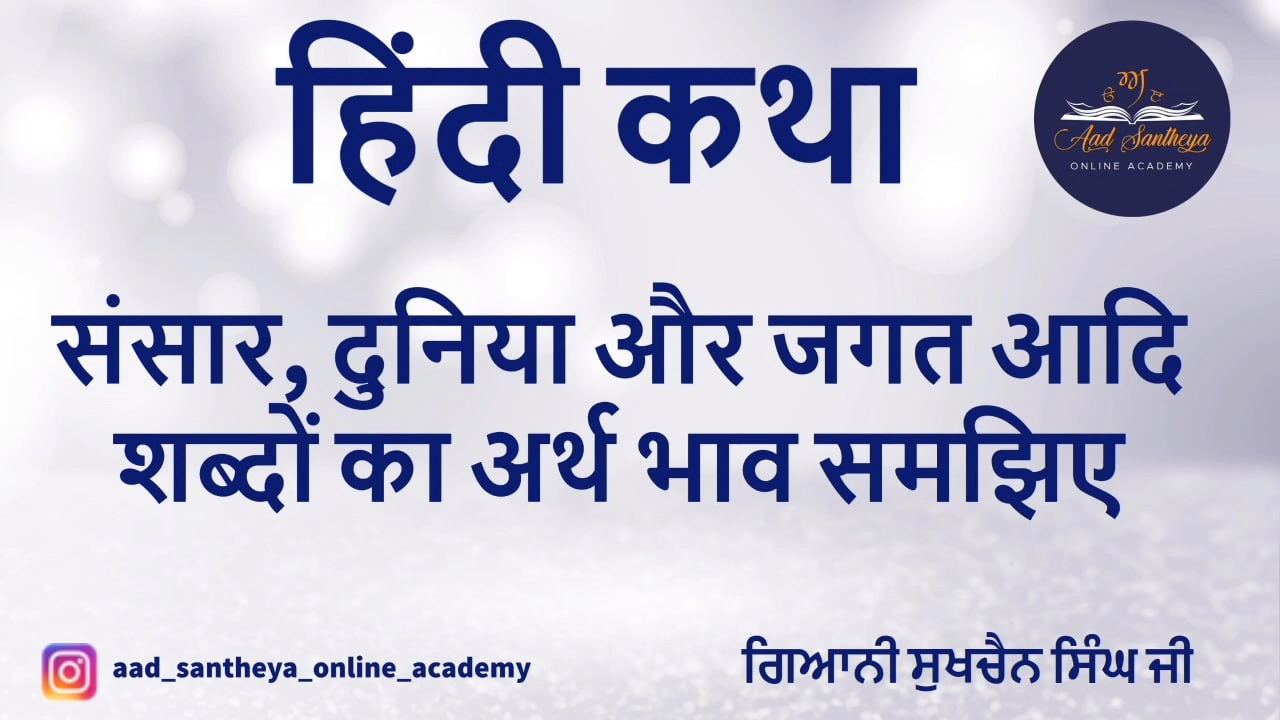 हिंदी कथा
ੳ ਅ ੲ
Aad Santheya
ONLINE ACADEMY
संसार, दुनिया और जगत आदि
शब्दों का अर्थ भाव समझिए
aad_santheya_online_academy
ਗਿਆਨੀ ਸੁਖਚੈਨ ਸਿੰਘ ਜੀ